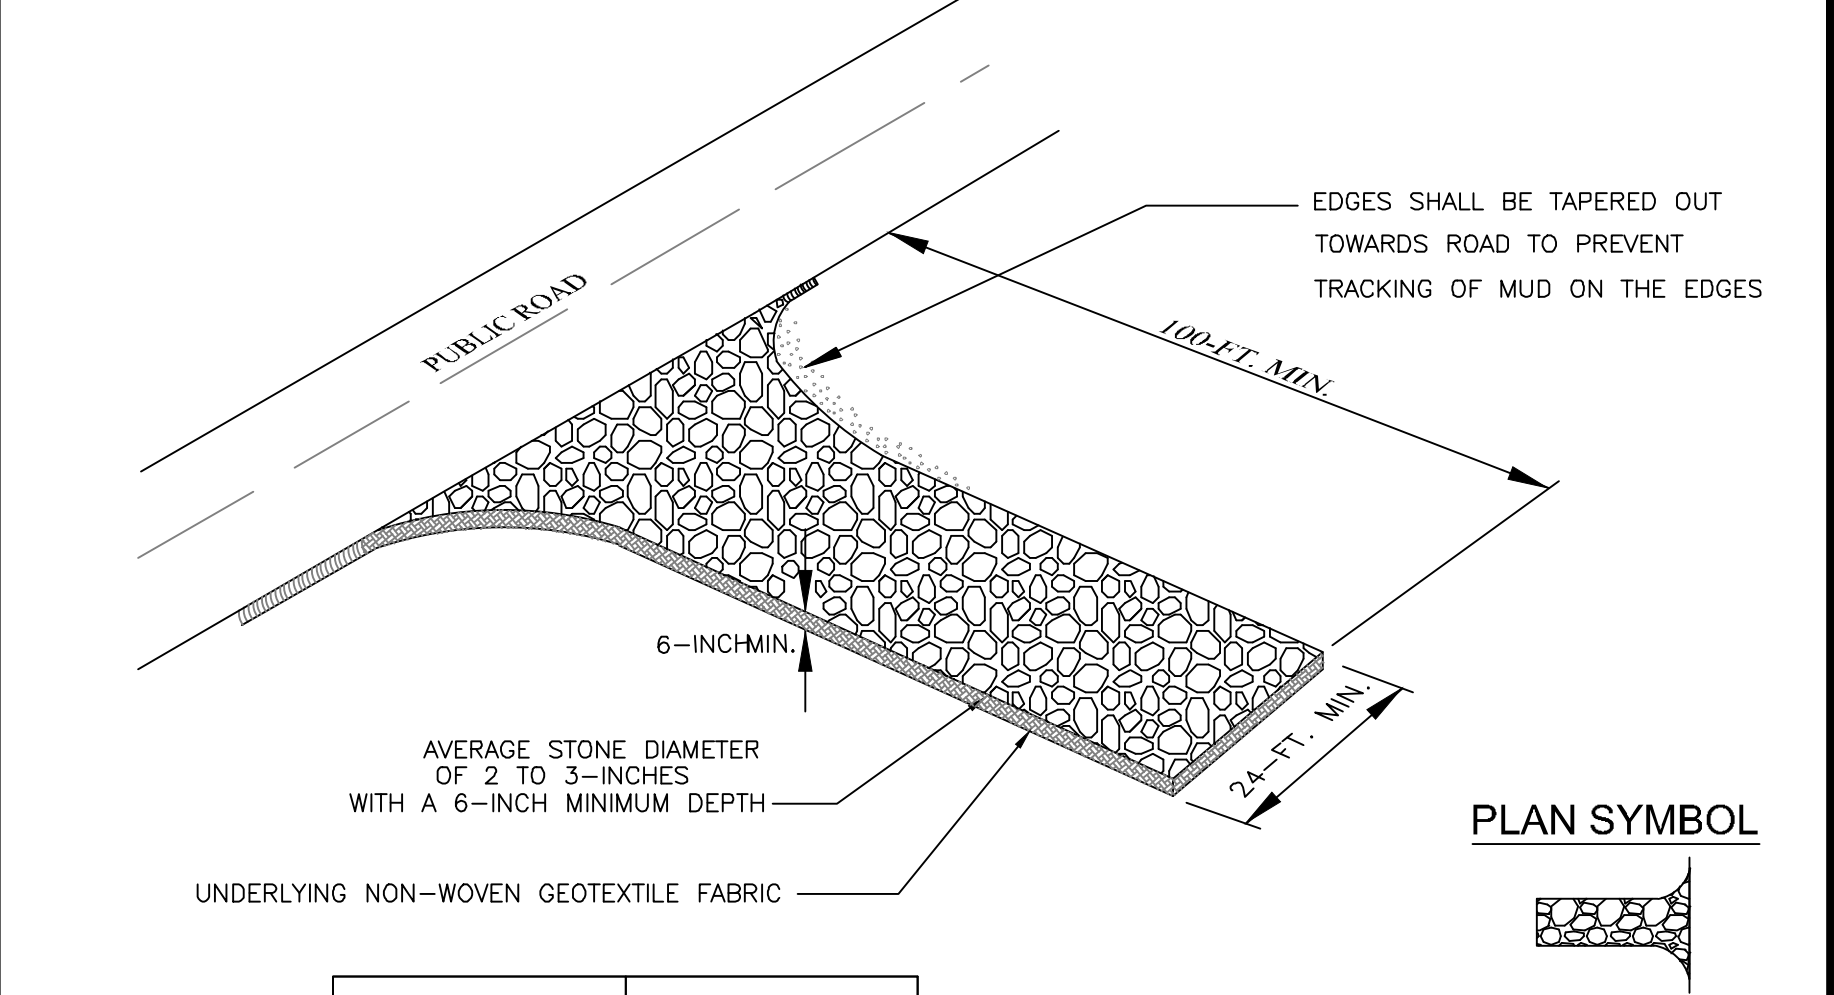 EDGES SHALL BE TAPERED OUT
TOWARDS ROAD TO PREVENT
TRACKING OF MUD ON THE EDGES
PUBLIC ROAD
100-FT. MIN.
6-INCHMIN.
24-FT. MIN.
AVERAGE STONE DIAMETER
OF 2 TO 3-INCHES
WITH A 6-INCH MINIMUM DEPTH
UNDERLYING NON-WOVEN GEOTEXTILE FABRIC
PLAN SYMBOL